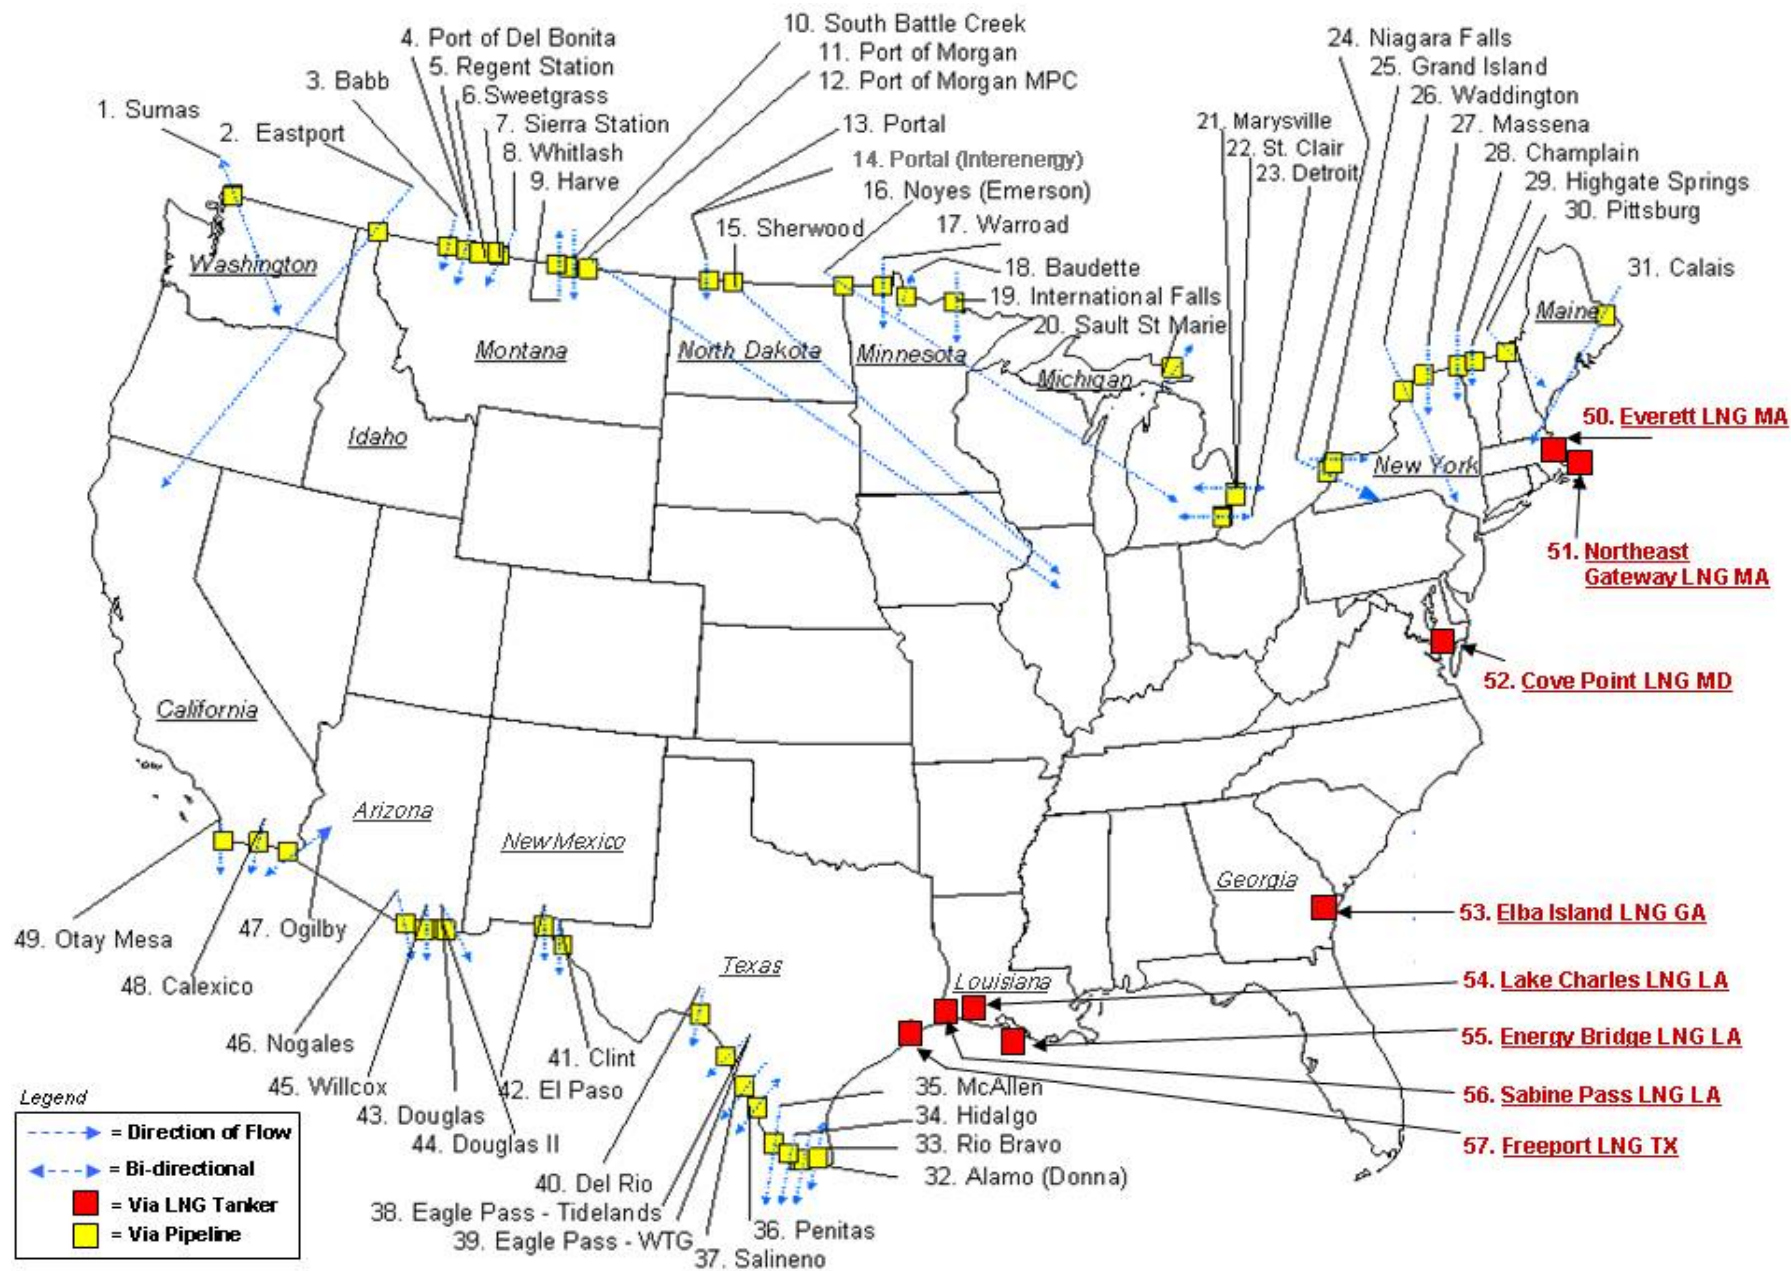 1. Sumas
2. Eastport
3. Babb
4. Port of Del Bonita
5. Regent Station
6.Sweetgrass
7. Sierra Station
8. Whitlash
9. Harve
10. South Battle Creek
11. Port of Morgan
12. Port of Morgan MPC
13. Portal
14. Portal (Interenergy)
15. Sherwood
16. Noyes (Emerson)
17. Warroad
18. Baudette
19. International Falls
20. Sault St Marie
21. Marysville
22. St. Clair
23. Detroit
24. Niagara Falls
25. Grand Island
26. Waddington
27. Massena
28. Champlain
29. Highgate Springs
30. Pittsburg
31. Calais
Washington
Montana
North Dakota
Minnesota
Michigan
Maine
Idaho
New York
California
Arizona
New Mexico
Texas
Louisiana
Georgia
50. Everett LNG MA
51. Northeast
Gateway LNG MA
52. Cove Point LNG MD
53. Elba Island LNG GA
54. Lake Charles LNG LA
55. Energy Bridge LNG LA
56. Sabine Pass LNG LA
57. Freeport LNG TX
49. Otay Mesa
48. Calexico
47. Ogilby
46. Nogales
45. Willcox
43. Douglas
44. Douglas II
42. El Paso
41. Clint
40. Del Rio
38. Eagle Pass - Tidelands
39. Eagle Pass - WTG
37. Salineno
36. Penitas
35. McAllen
34. Hidalgo
33. Rio Bravo
32. Alamo (Donna)
Legend
= Direction of Flow
= Bi-directional
= Via LNG Tanker
= Via Pipeline